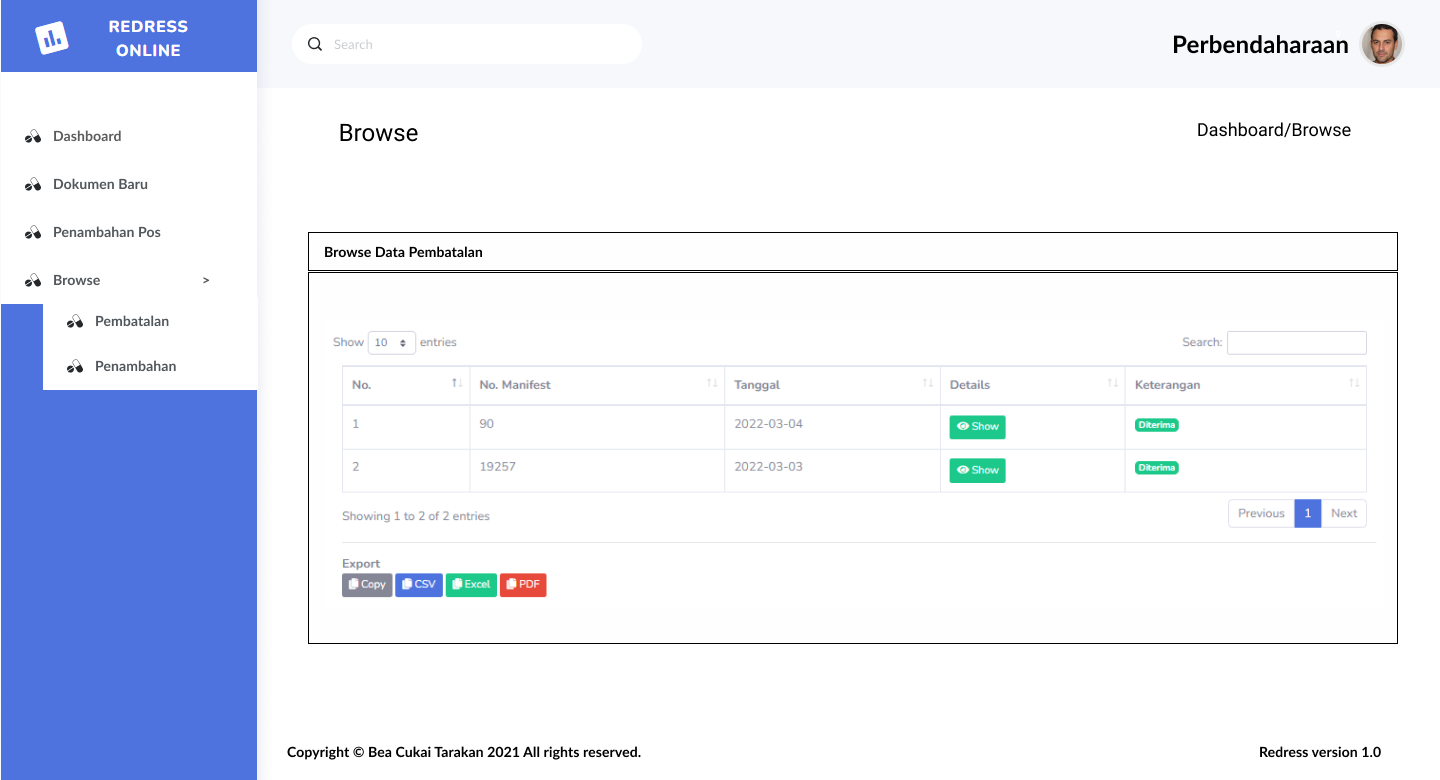 REDRESS
ONLINE
Search
Perbendaharaan
Dashboard
Dokumen Baru
Penambahan Pos
Browse >
Pembatalan
Penambahan
Browse
Dashboard/Browse
Browse Data Pembatalan
Show 10 entries
Search:
No. No. Manifest Tanggal Details Keterangan
1 90 2022-03-04 Show Diterima
2 19257 2022-03-03 Show Diterima
Showing 1 to 2 of 2 entries
Previous 1 Next
Export
Copy CSV Excel PDF
Copyright © Bea Cukai Tarakan 2021 All rights reserved.
Redress version 1.0